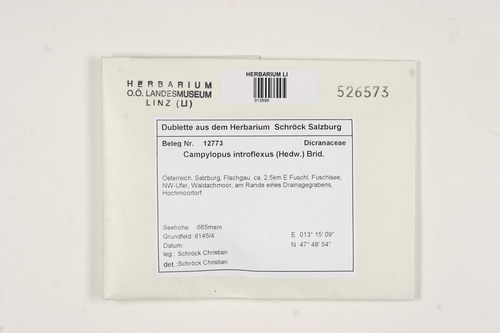 HERBARIUM
O.Ö. LANDESMUSEUM
LINZ (LI)
HERBARIUM LI
913898
526573
Dublette aus dem Herbarium Schröck Salzburg
Beleg Nr. 12773 Dicranaceae
Campylopus introflexus (Hedw.) Brid.
Österreich, Salzburg, Flachgau, ca. 2,5km E Fuschl, Fuschlsee,
NW-Ufer, Waldachmoor, am Rande eines Drainagegrabens,
Hochmoortorf
Seehöhe: 665msm E 013° 15' 09"
Grundfeld: 8145/4 N 47° 48' 54"
Datum:
leg.: Schröck Christian
det.: Schröck Christian